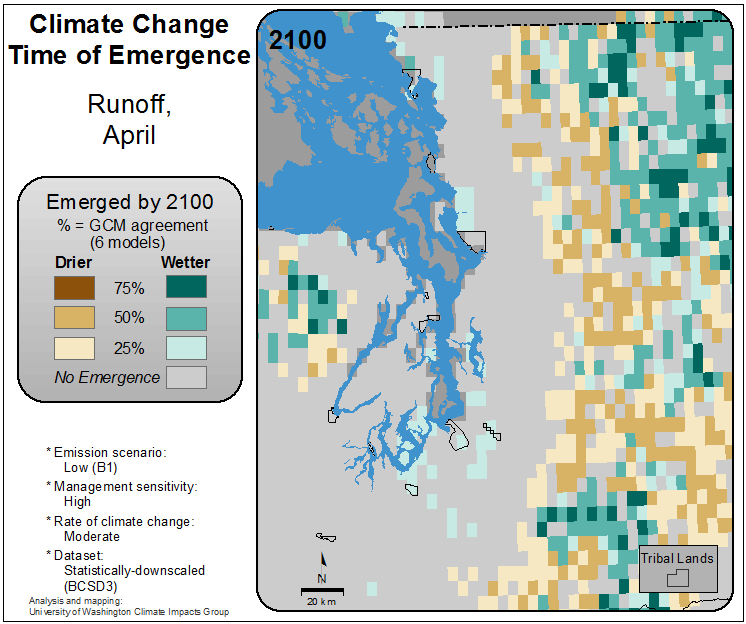 Climate Change
Time of Emergence
Runoff,
April
Emerged by 2100
% = GCM agreement
(6 models)
Drier Wetter
75%
50%
25%
No Emergence
* Emission scenario:
Low (B1)
* Management sensitivity:
High
* Rate of climate change:
Moderate
* Dataset:
Statistically-downscaled
(BCSD3)
Analysis and mapping:
University of Washington Climate Impacts Group
2100
N
20 km
Tribal Lands